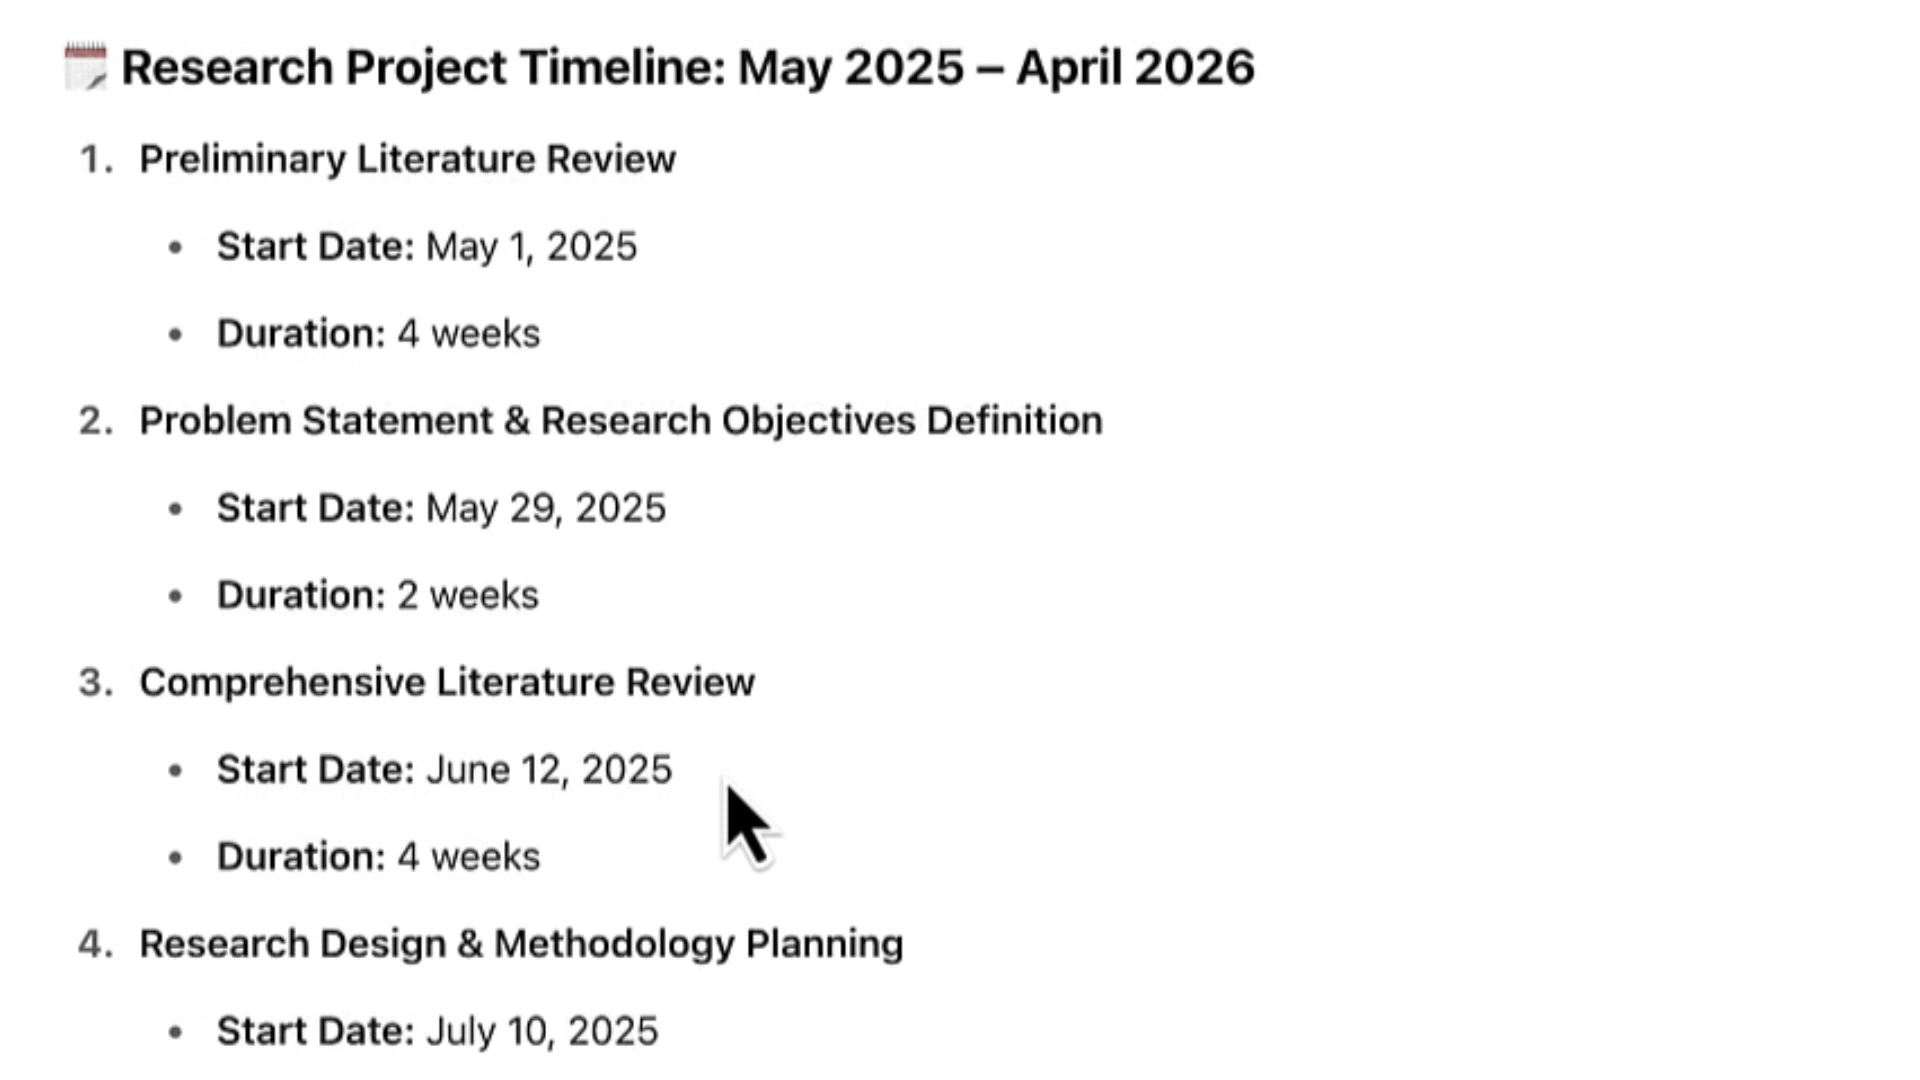 Research Project Timeline: May 2025 – April 2026
1. Preliminary Literature Review
• Start Date: May 1, 2025
• Duration: 4 weeks
2. Problem Statement & Research Objectives Definition
• Start Date: May 29, 2025
• Duration: 2 weeks
3. Comprehensive Literature Review
• Start Date: June 12, 2025
• Duration: 4 weeks
4. Research Design & Methodology Planning
• Start Date: July 10, 2025